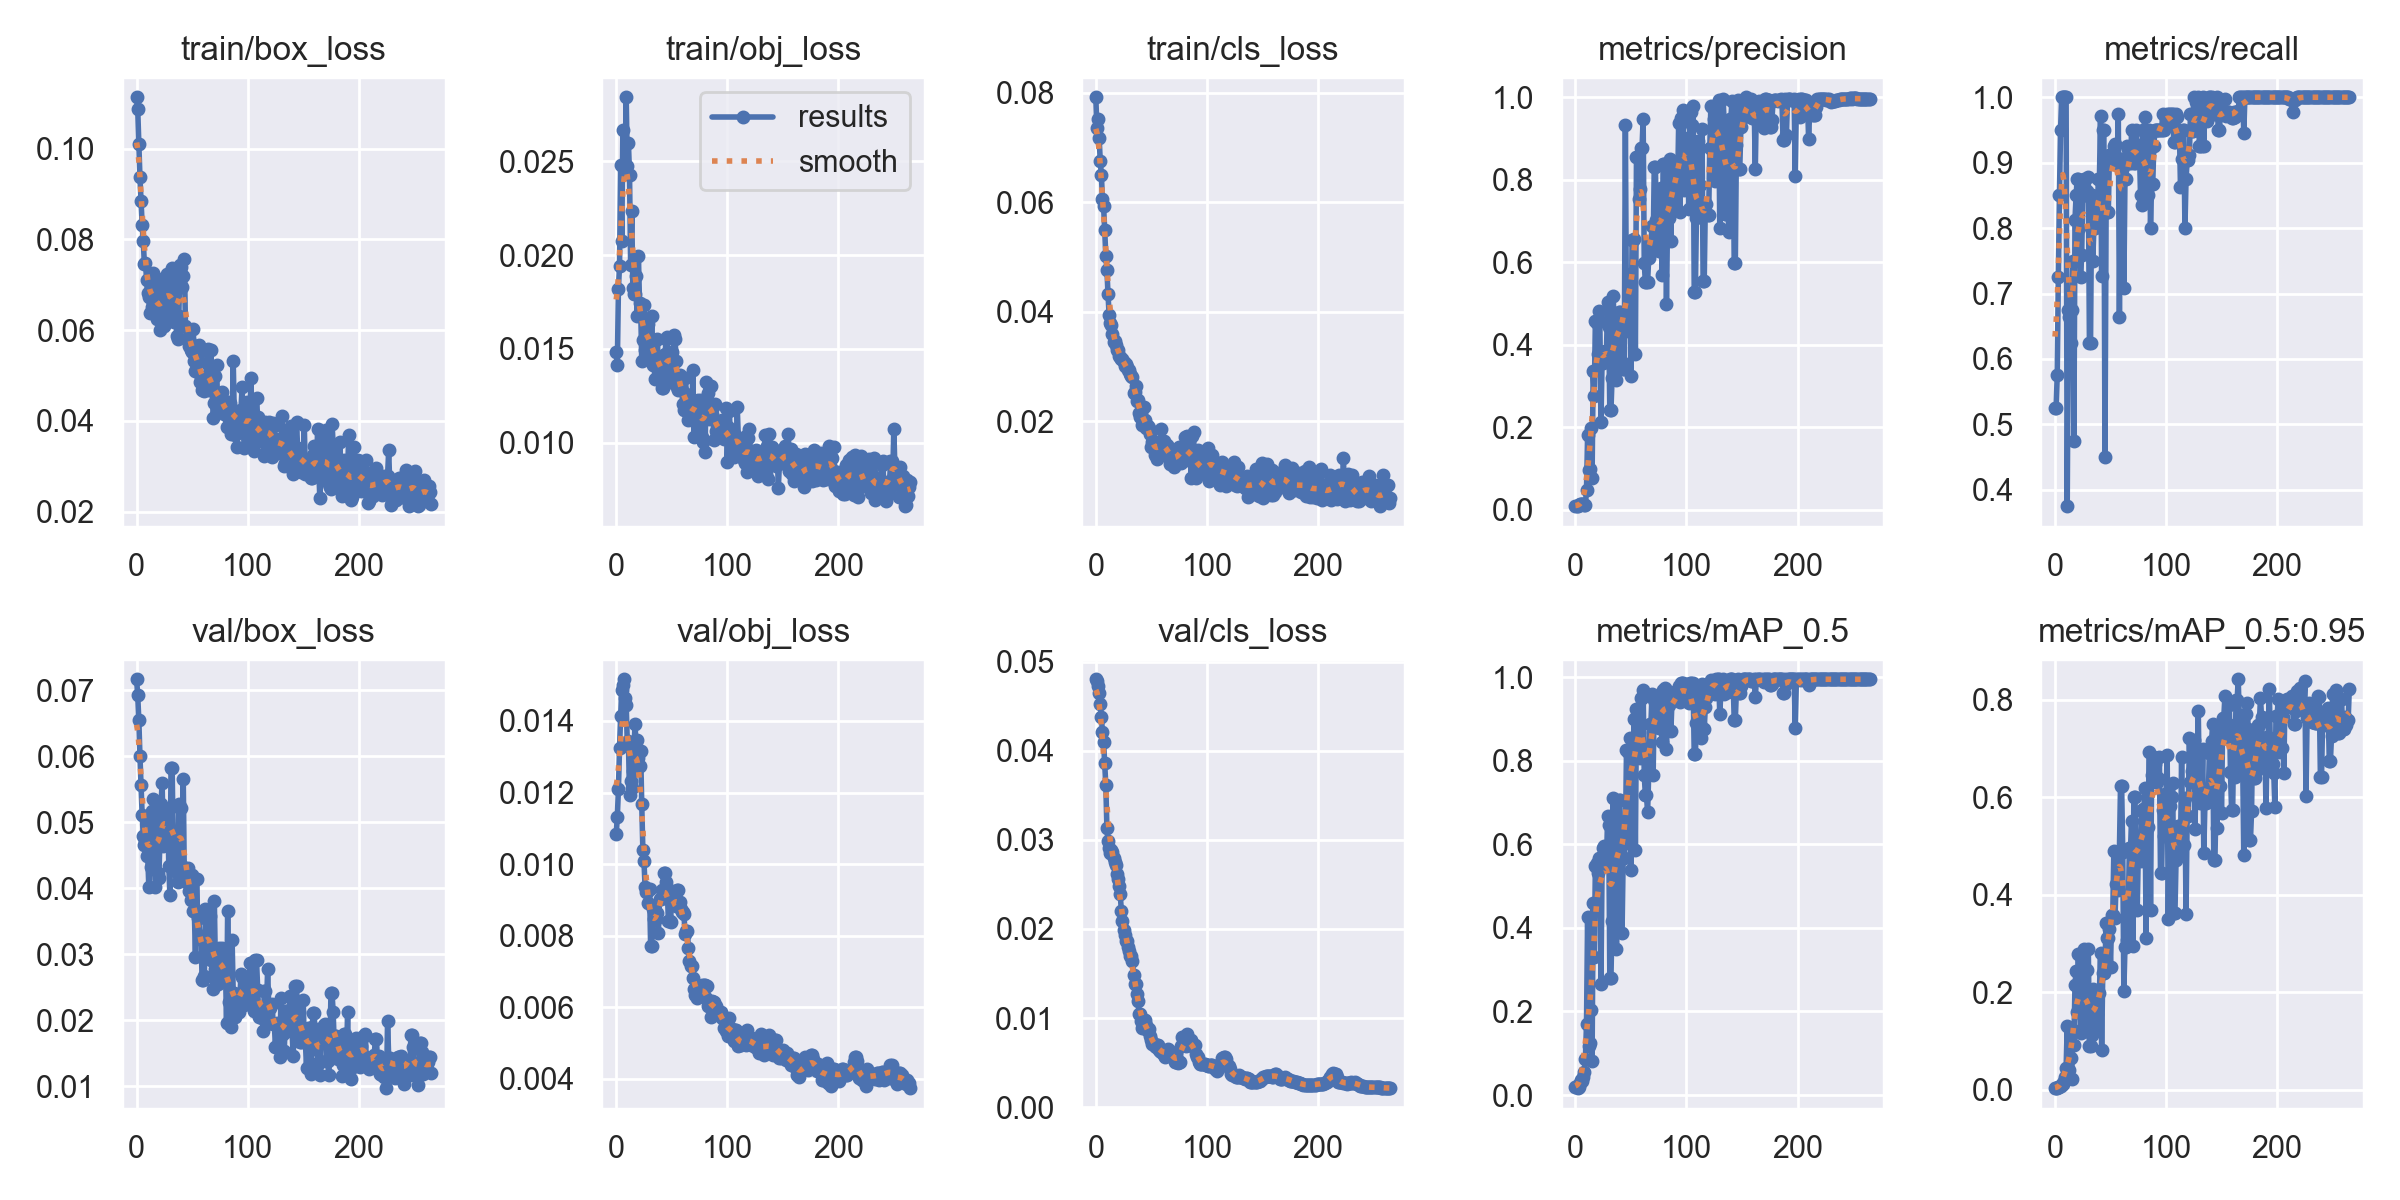 train/box_loss
0.10
0.08
0.06
0.04
0.02
0 100 200
train/obj_loss
results
smooth
0.025
0.020
0.015
0.010
0 100 200
train/cls_loss
0.08
0.06
0.04
0.02
0 100 200
metrics/precision
1.0
0.8
0.6
0.4
0.2
0.0
0 100 200
metrics/recall
1.0
0.9
0.8
0.7
0.6
0.5
0.4
0 100 200
val/box_loss
0.07
0.06
0.05
0.04
0.03
0.02
0.01
0 100 200
val/obj_loss
0.014
0.012
0.010
0.008
0.006
0.004
0 100 200
val/cls_loss
0.05
0.04
0.03
0.02
0.01
0.00
0 100 200
metrics/mAP_0.5
1.0
0.8
0.6
0.4
0.2
0.0
0 100 200
metrics/mAP_0.5:0.95
0.8
0.6
0.4
0.2
0.0
0 100 200